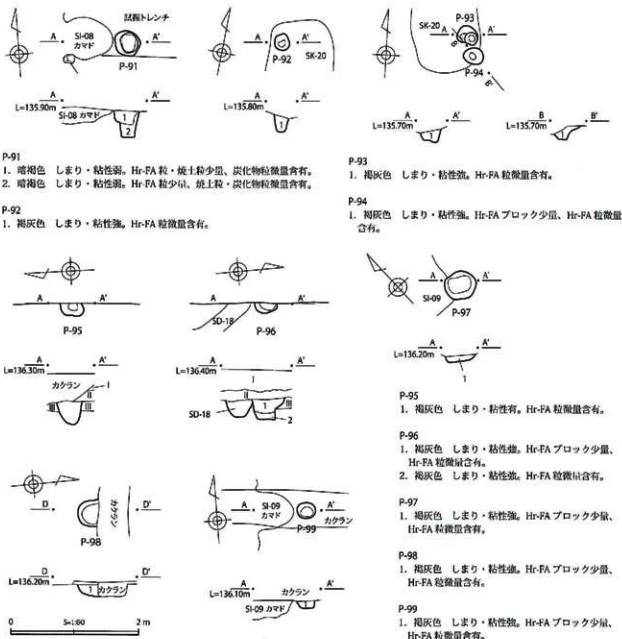 試掘トレンチ
A SI-08 カマド A'
P-91
A A'
P-92 SK-20
SK-20 P-93
A A'
B
P-94
B'
L=135.90m A A'
SI-08 カマド 1
2
L=135.80m A A'
1
L=135.70m A A'
1
L=135.70m B B'
1
P-91
1. 暗褐色 しまり・粘性弱。Hr-FA 粒・焼土粒少量、炭化物粒微量含有。
2. 暗褐色 しまり・粘性弱。Hr-FA 粒少量、焼土粒・炭化物粒微量含有。
P-92
1. 褐灰色 しまり・粘性強。Hr-FA 粒微量含有。
P-93
1. 褐灰色 しまり・粘性強。Hr-FA 粒微量含有。
P-94
1. 褐灰色 しまり・粘性強。Hr-FA ブロック少量、Hr-FA 粒微量
含有。
A A'
P-95
A A'
SD-18 P-96
A A'
SI-09
P-97
L=136.30m A A'
カクラン I
II
III III
L=136.40m A A'
I
II
SD-18 1 III
2
L=136.20m A A'
1
P-95
1. 褐灰色 しまり・粘性有。Hr-FA 粒微量含有。
P-96
1. 褐灰色 しまり・粘性強。Hr-FA ブロック少量、
Hr-FA 粒微量含有。
2. 褐灰色 しまり・粘性強。Hr-FA 粒微量含有。
P-97
1. 褐灰色 しまり・粘性強。Hr-FA ブロック少量、
Hr-FA 粒微量含有。
P-98
1. 褐灰色 しまり・粘性強。Hr-FA ブロック少量、
Hr-FA 粒微量含有。
P-99
1. 褐灰色 しまり・粘性強。Hr-FA ブロック少量、
Hr-FA 粒微量含有。
D カクラン D'
P-98
A SI-09 カマド A'
P-99 カクラン
L=136.20m D D'
1 カクラン
L=136.10m A カクラン A'
SI-09 カマド 1
0 S=1:60 2 m